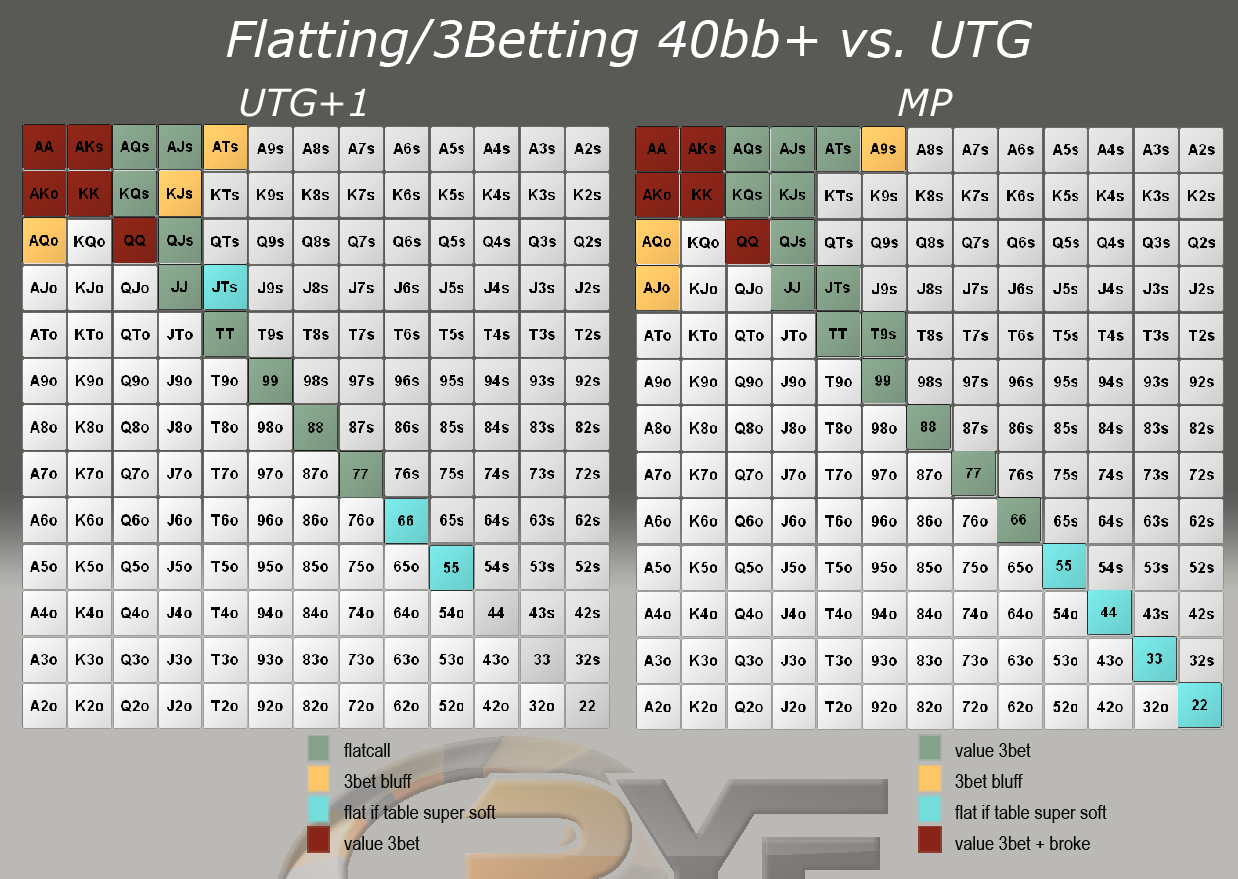 Flatting/3Betting 40bb+ vs. UTG
UTG+1
AA AKs AQs AJs ATs A9s A8s A7s A6s A5s A4s A3s A2s
AKo KK KQs KJs KTs K9s K8s K7s K6s K5s K4s K3s K2s
AQo KQo QQ QJs QTs Q9s Q8s Q7s Q6s Q5s Q4s Q3s Q2s
AJo KJo QJo JJ JTs J9s J8s J7s J6s J5s J4s J3s J2s
ATo KTo QTo JTo TT T9s T8s T7s T6s T5s T4s T3s T2s
A9o K9o Q9o J9o T9o 99 98s 97s 96s 95s 94s 93s 92s
A8o K8o Q8o J8o T8o 98o 88 87s 86s 85s 84s 83s 82s
A7o K7o Q7o J7o T7o 97o 87o 77 76s 75s 74s 73s 72s
A6o K6o Q6o J6o T6o 96o 86o 76o 66 65s 64s 63s 62s
A5o K5o Q5o J5o T5o 95o 85o 75o 65o 55 54s 53s 52s
A4o K4o Q4o J4o T4o 94o 84o 74o 64o 54o 44 43s 42s
A3o K3o Q3o J3o T3o 93o 83o 73o 63o 53o 43o 33 32s
A2o K2o Q2o J2o T2o 92o 82o 72o 62o 52o 42o 32o 22
flatcall
3bet bluff
flat if table super soft
value 3bet
MP
AA AKs AQs AJs ATs A9s A8s A7s A6s A5s A4s A3s A2s
AKo KK KQs KJs KTs K9s K8s K7s K6s K5s K4s K3s K2s
AQo KQo QQ QJs QTs Q9s Q8s Q7s Q6s Q5s Q4s Q3s Q2s
AJo KJo QJo JJ JTs J9s J8s J7s J6s J5s J4s J3s J2s
ATo KTo QTo JTo TT T9s T8s T7s T6s T5s T4s T3s T2s
A9o K9o Q9o J9o T9o 99 98s 97s 96s 95s 94s 93s 92s
A8o K8o Q8o J8o T8o 98o 88 87s 86s 85s 84s 83s 82s
A7o K7o Q7o J7o T7o 97o 87o 77 76s 75s 74s 73s 72s
A6o K6o Q6o J6o T6o 96o 86o 76o 66 65s 64s 63s 62s
A5o K5o Q5o J5o T5o 95o 85o 75o 65o 55 54s 53s 52s
A4o K4o Q4o J4o T4o 94o 84o 74o 64o 54o 44 43s 42s
A3o K3o Q3o J3o T3o 93o 83o 73o 63o 53o 43o 33 32s
A2o K2o Q2o J2o T2o 92o 82o 72o 62o 52o 42o 32o 22
value 3bet
3bet bluff
flat if table super soft
value 3bet + broke